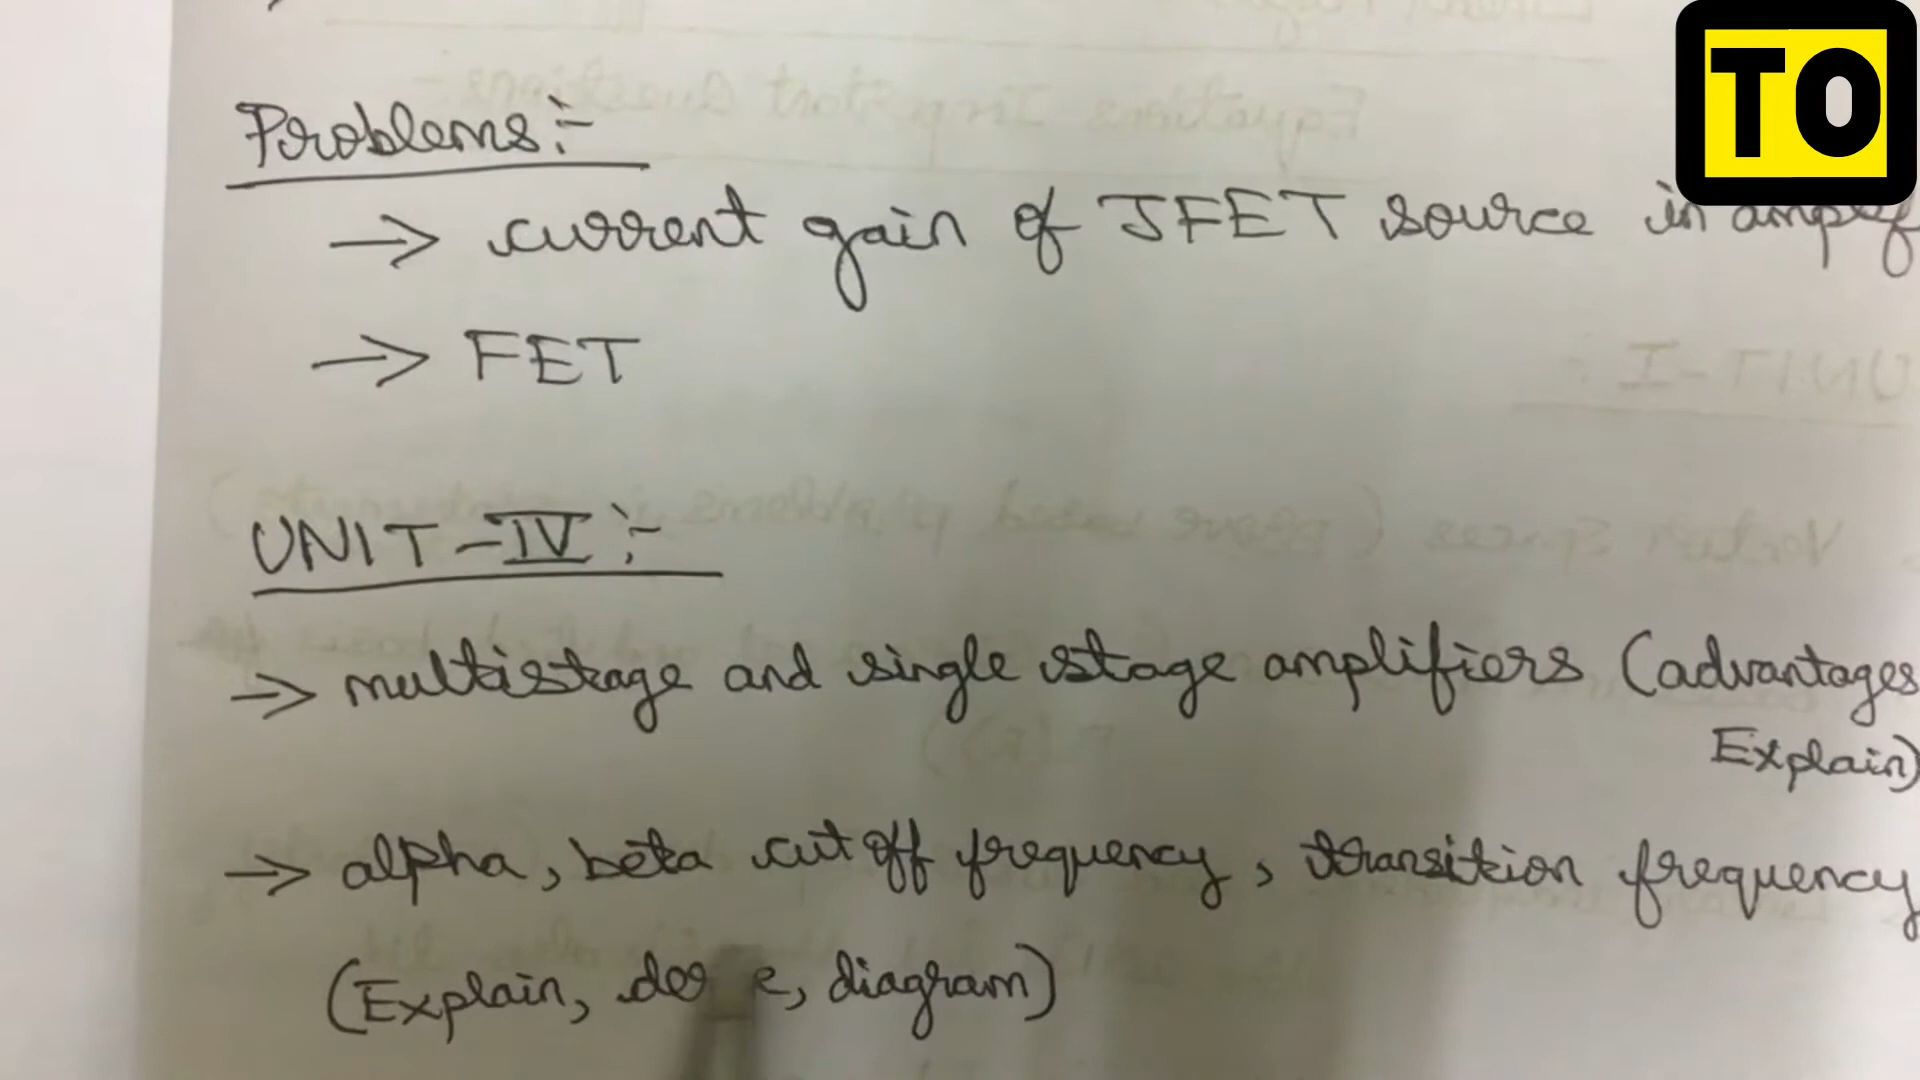 TO
Problems:-
→ current gain of JFET source in
→ FET
UNIT-IV:-
→ multistage and single stage amplifiers (advantages
Explain)
→ alpha, beta cut off frequency, transition frequency
(Explain, diagram)